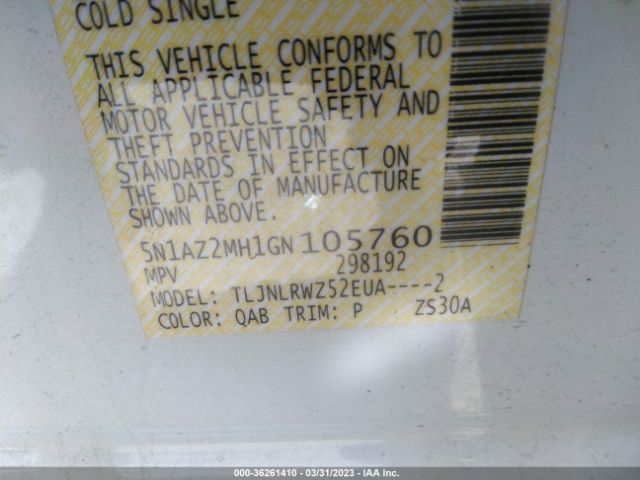 COLD SINGLE
THIS VEHICLE CONFORMS TO
ALL APPLICABLE FEDERAL
MOTOR VEHICLE SAFETY AND
THEFT PREVENTION
STANDARDS IN EFFECT ON
THE DATE OF MANUFACTURE
SHOWN ABOVE.
5N1AZ2MH1GN105760
MPV 298192
MODEL: TLJNLRWZ52EUA----2
COLOR: QAB TRIM: P ZS30A
000-36261410 - 03/31/2023 - IAA Inc.